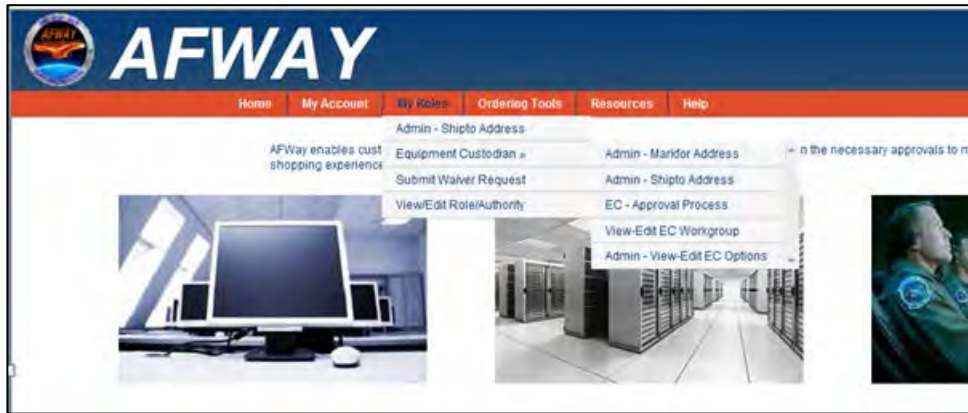 AFWAY
AFWAY
Home My Account My Roles Ordering Tools Resources Help
Admin - Shipto Address
Equipment Custodian »
Submit Waiver Request
View/Edit Role/Authority
Admin - Markfor Address
Admin - Shipto Address
EC - Approval Process
View-Edit EC Workgroup
Admin - View-Edit EC Options
AFWay enables cust
n the necessary approvals to m
shopping experience